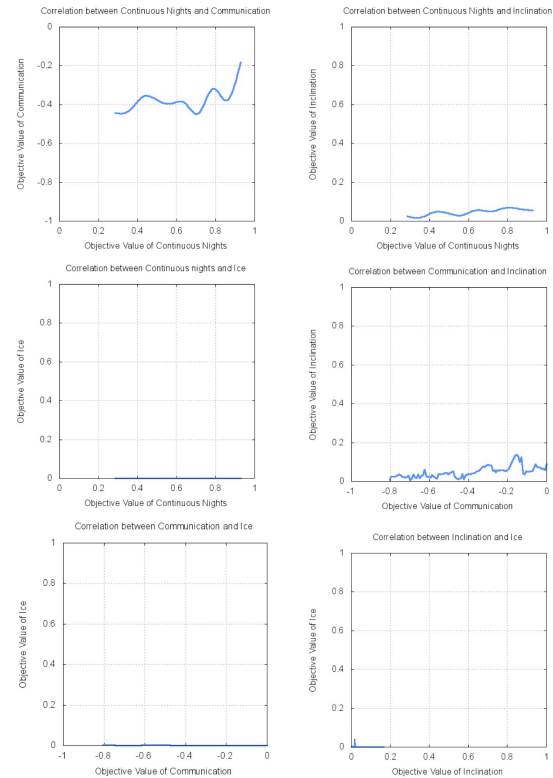 Correlation between Continuous Nights and Communication
0
-0.2
-0.4
-0.6
-0.8
-1
0 0.2 0.4 0.6 0.8 1
Objective Value of Communication
Objective Value of Continuous Nights
Correlation between Continuous Nights and Inclination
1
0.8
0.6
0.4
0.2
0
0 0.2 0.4 0.6 0.8 1
Objective Value of Inclination
Objective Value of Continuous Nights
Correlation between Continuous nights and Ice
1
0.8
0.6
0.4
0.2
0
0 0.2 0.4 0.6 0.8 1
Objective Value of Ice
Objective Value of Continuous Nights
Correlation between Communication and Inclination
1
0.8
0.6
0.4
0.2
0
-1 -0.8 -0.6 -0.4 -0.2 0
Objective Value of Inclination
Objective Value of Communication
Correlation between Communication and Ice
1
0.8
0.6
0.4
0.2
0
-1 -0.8 -0.6 -0.4 -0.2 0
Objective Value of Ice
Objective Value of Communication
Correlation between Inclination and Ice
1
0.8
0.6
0.4
0.2
0
0 0.2 0.4 0.6 0.8 1
Objective Value of Ice
Objective Value of Inclination